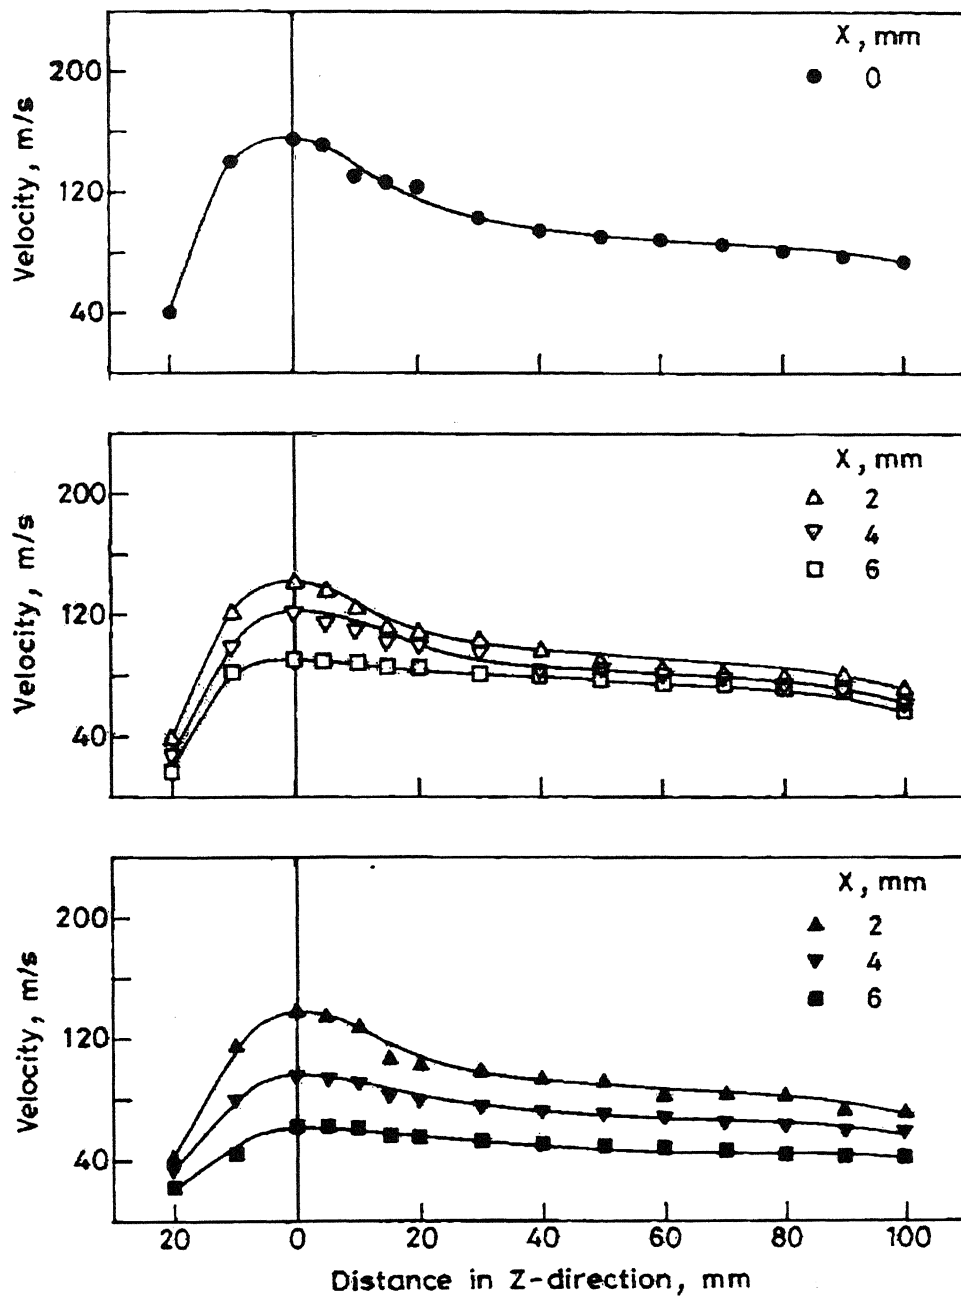 X, mm
● 0
200
120
40
Velocity, m/s
X, mm
△ 2
▽ 4
□ 6
200
120
40
Velocity, m/s
X, mm
▲ 2
▼ 4
■ 6
200
120
40
Velocity, m/s
20 0 20 40 60 80 100
Distance in Z-direction, mm